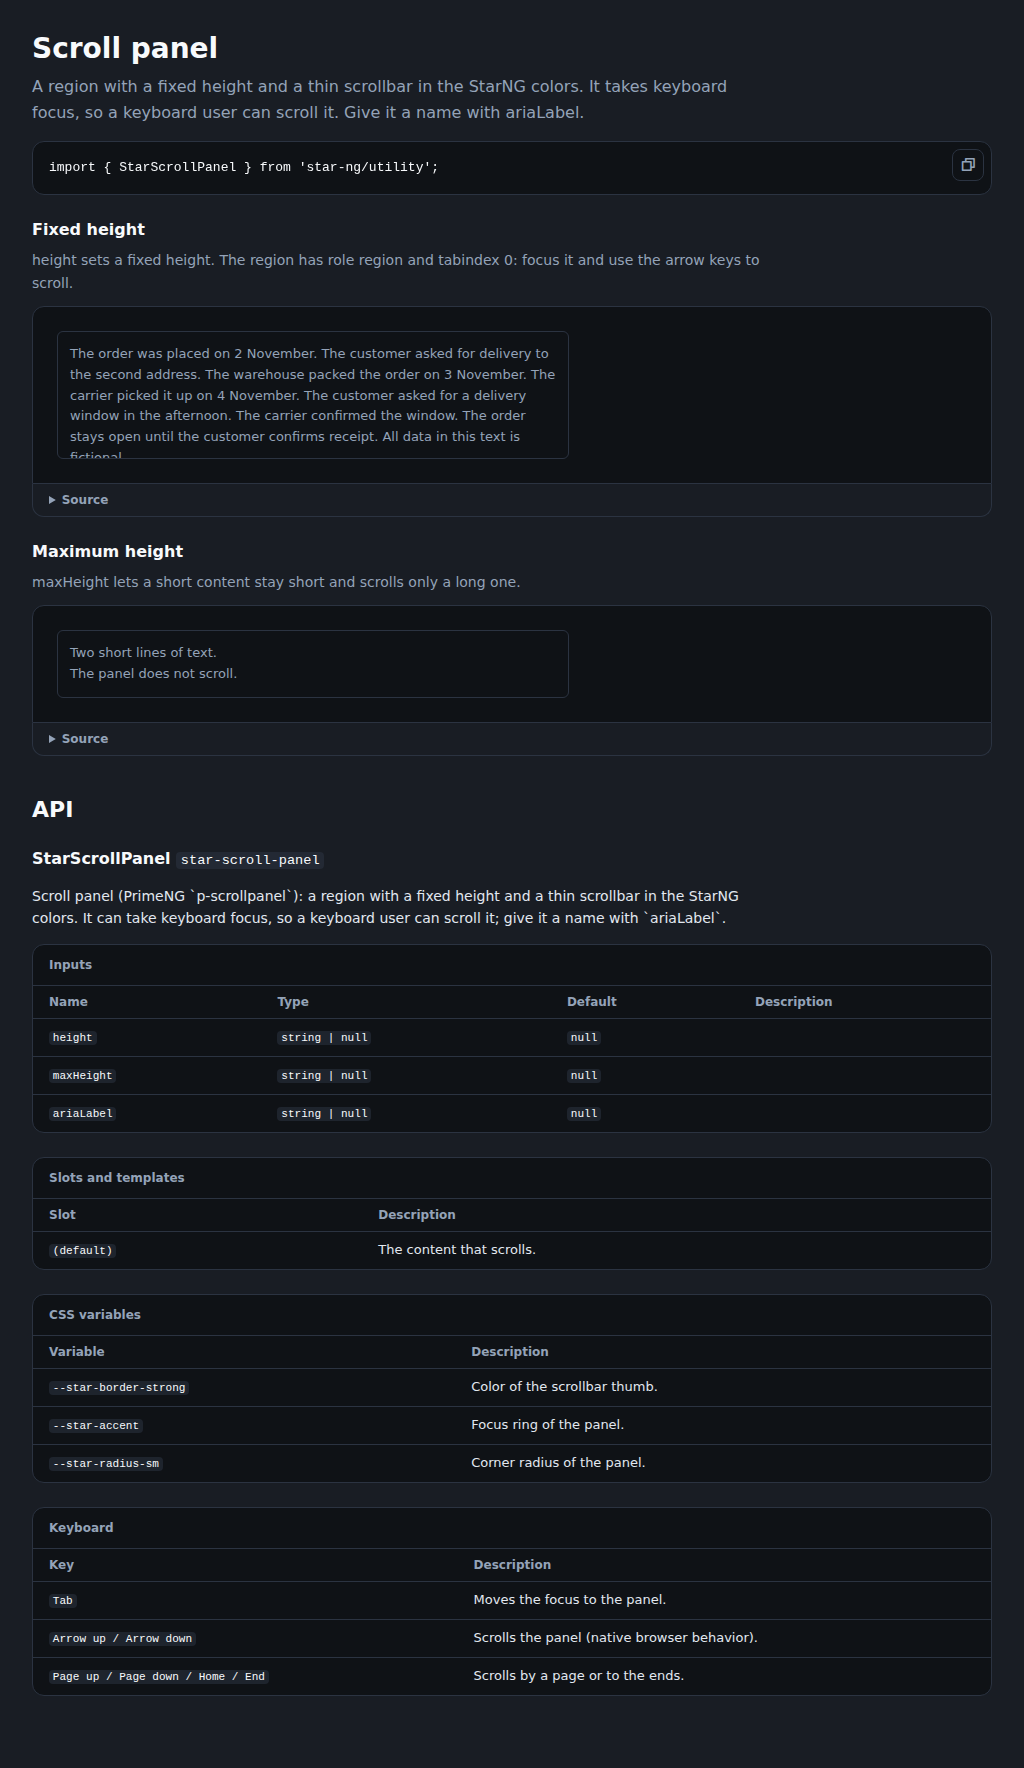 Scroll panel
A region with a fixed height and a thin scrollbar in the StarNG colors. It takes keyboard
focus, so a keyboard user can scroll it. Give it a name with ariaLabel.
import { StarScrollPanel } from 'star-ng/utility';
Fixed height
height sets a fixed height. The region has role region and tabindex 0: focus it and use the arrow keys to
scroll.
The order was placed on 2 November. The customer asked for delivery to
the second address. The warehouse packed the order on 3 November. The
carrier picked it up on 4 November. The customer asked for a delivery
window in the afternoon. The carrier confirmed the window. The order
stays open until the customer confirms receipt. All data in this text is
fictional.
Source
Maximum height
maxHeight lets a short content stay short and scrolls only a long one.
Two short lines of text.
The panel does not scroll.
Source
API
StarScrollPanel star-scroll-panel
Scroll panel (PrimeNG `p-scrollpanel`): a region with a fixed height and a thin scrollbar in the StarNG
colors. It can take keyboard focus, so a keyboard user can scroll it; give it a name with `ariaLabel`.
Inputs
Name Type Default Description
height string | null null
maxHeight string | null null
ariaLabel string | null null
Slots and templates
Slot Description
(default) The content that scrolls.
CSS variables
Variable Description
--star-border-strong Color of the scrollbar thumb.
--star-accent Focus ring of the panel.
--star-radius-sm Corner radius of the panel.
Keyboard
Key Description
Tab Moves the focus to the panel.
Arrow up / Arrow down Scrolls the panel (native browser behavior).
Page up / Page down / Home / End Scrolls by a page or to the ends.